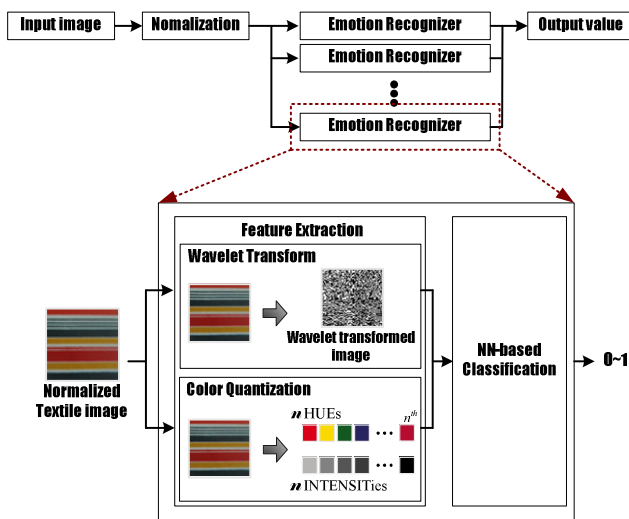 Input image
Nomalization
Emotion Recognizer
Output value
Emotion Recognizer
Emotion Recognizer
Feature Extraction
Wavelet Transform
Wavelet transformed
image
Normalized
Textile image
Color Quantization
n HUEs
nth
n INTENSITies
NN-based
Classification
0~1